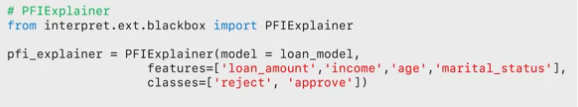 # PFIExplainer
from interpret.ext.blackbox import PFIExplainer

pfi_explainer = PFIExplainer(model = loan_model,
                features=['loan_amount','income','age','marital_status'],
                classes=['reject', 'approve'])